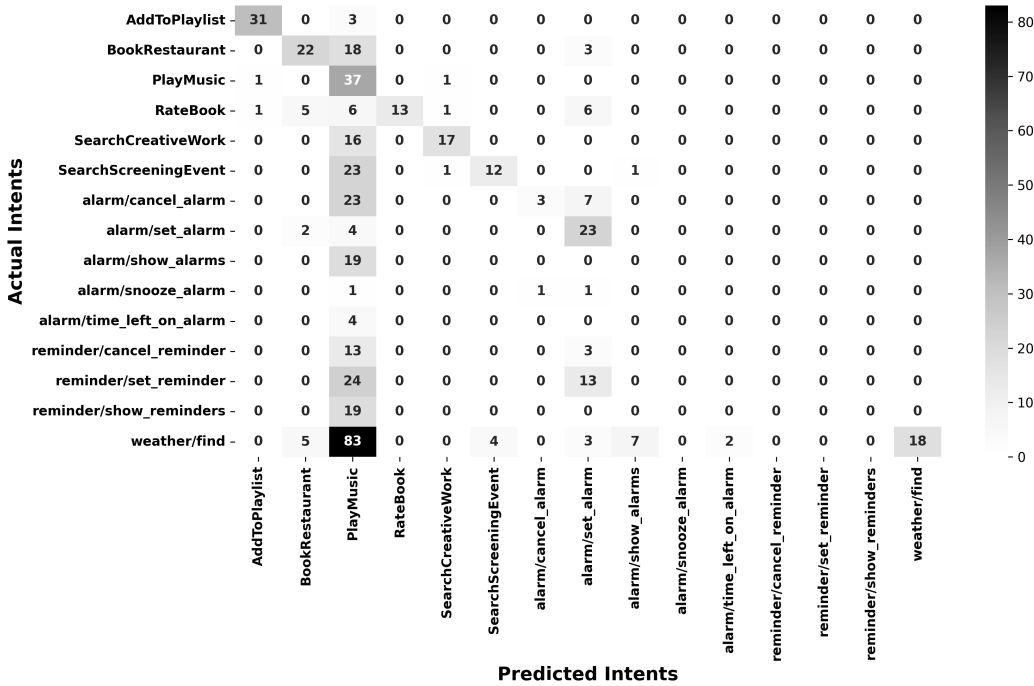 AddToPlaylist 31 0 3 0 0 0 0 0 0 0 0 0 0 0 0
BookRestaurant 0 22 18 0 0 0 0 3 0 0 0 0 0 0 0
PlayMusic 1 0 37 0 1 0 0 0 0 0 0 0 0 0 0
RateBook 1 5 6 13 1 0 0 6 0 0 0 0 0 0 0
SearchCreativeWork 0 0 16 0 17 0 0 0 0 0 0 0 0 0 0
SearchScreeningEvent 0 0 23 0 1 12 0 0 1 0 0 0 0 0 0
alarm/cancel_alarm 0 0 23 0 0 0 3 7 0 0 0 0 0 0 0
alarm/set_alarm 0 2 4 0 0 0 0 23 0 0 0 0 0 0 0
alarm/show_alarms 0 0 19 0 0 0 0 0 0 0 0 0 0 0 0
alarm/snooze_alarm 0 0 1 0 0 0 1 1 0 0 0 0 0 0 0
alarm/time_left_on_alarm 0 0 4 0 0 0 0 0 0 0 0 0 0 0 0
reminder/cancel_reminder 0 0 13 0 0 0 0 3 0 0 0 0 0 0 0
reminder/set_reminder 0 0 24 0 0 0 0 13 0 0 0 0 0 0 0
reminder/show_reminders 0 0 19 0 0 0 0 0 0 0 0 0 0 0 0
weather/find 0 5 83 0 0 4 0 3 7 0 2 0 0 0 18
Actual Intents
AddToPlaylist
BookRestaurant
PlayMusic
RateBook
SearchCreativeWork
SearchScreeningEvent
alarm/cancel_alarm
alarm/set_alarm
alarm/show_alarms
alarm/snooze_alarm
alarm/time_left_on_alarm
reminder/cancel_reminder
reminder/set_reminder
reminder/show_reminders
weather/find
Predicted Intents
80
70
60
50
40
30
20
10
0